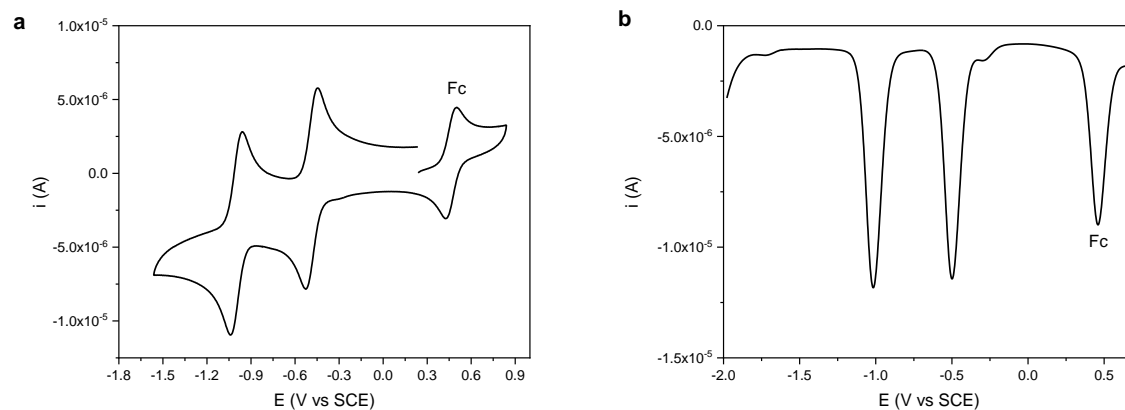 a
i (A)
1.0x10⁻⁵
5.0x10⁻⁶
0.0
-5.0x10⁻⁶
-1.0x10⁻⁵
Fc
-1.8 -1.5 -1.2 -0.9 -0.6 -0.3 0.0 0.3 0.6 0.9
E (V vs SCE)
b
i (A)
0.0
-5.0x10⁻⁶
-1.0x10⁻⁵
-1.5x10⁻⁵
Fc
-2.0 -1.5 -1.0 -0.5 0.0 0.5
E (V vs SCE)